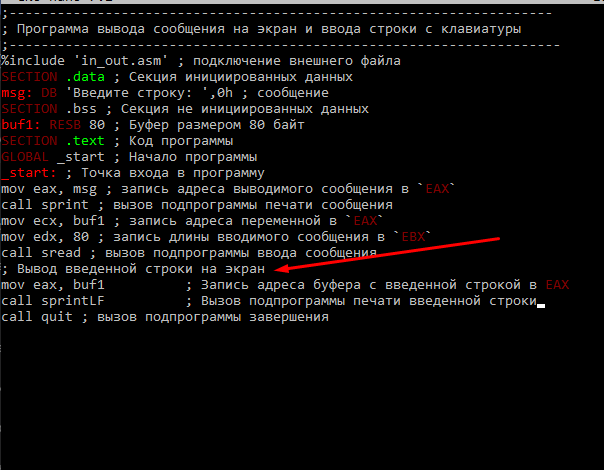 ;-------------------------------------------------------------------
; Программа вывода сообщения на экран и ввода строки с клавиатуры
;--------------------------------------------------------------------
%include 'in_out.asm' ; подключение внешнего файла
SECTION .data ; Секция инициированных данных
msg: DB 'Введите строку: ',0h ; сообщение
SECTION .bss ; Секция не инициированных данных
buf1: RESB 80 ; Буфер размером 80 байт
SECTION .text ; Код программы
GLOBAL _start ; Начало программы
_start: ; Точка входа в программу
mov eax, msg ; запись адреса выводимого сообщения в `EAX`
call sprint ; вызов подпрограммы печати сообщения
mov ecx, buf1 ; запись адреса переменной в `EAX`
mov edx, 80 ; запись длины вводимого сообщения в `EBX`
call sread ; вызов подпрограммы ввода сообщения
; Вывод введенной строки на экран
mov eax, buf1          ; Запись адреса буфера с введенной строкой в EAX
call sprintLF          ; Вызов подпрограммы печати введенной строки
call quit ; вызов подпрограммы завершения